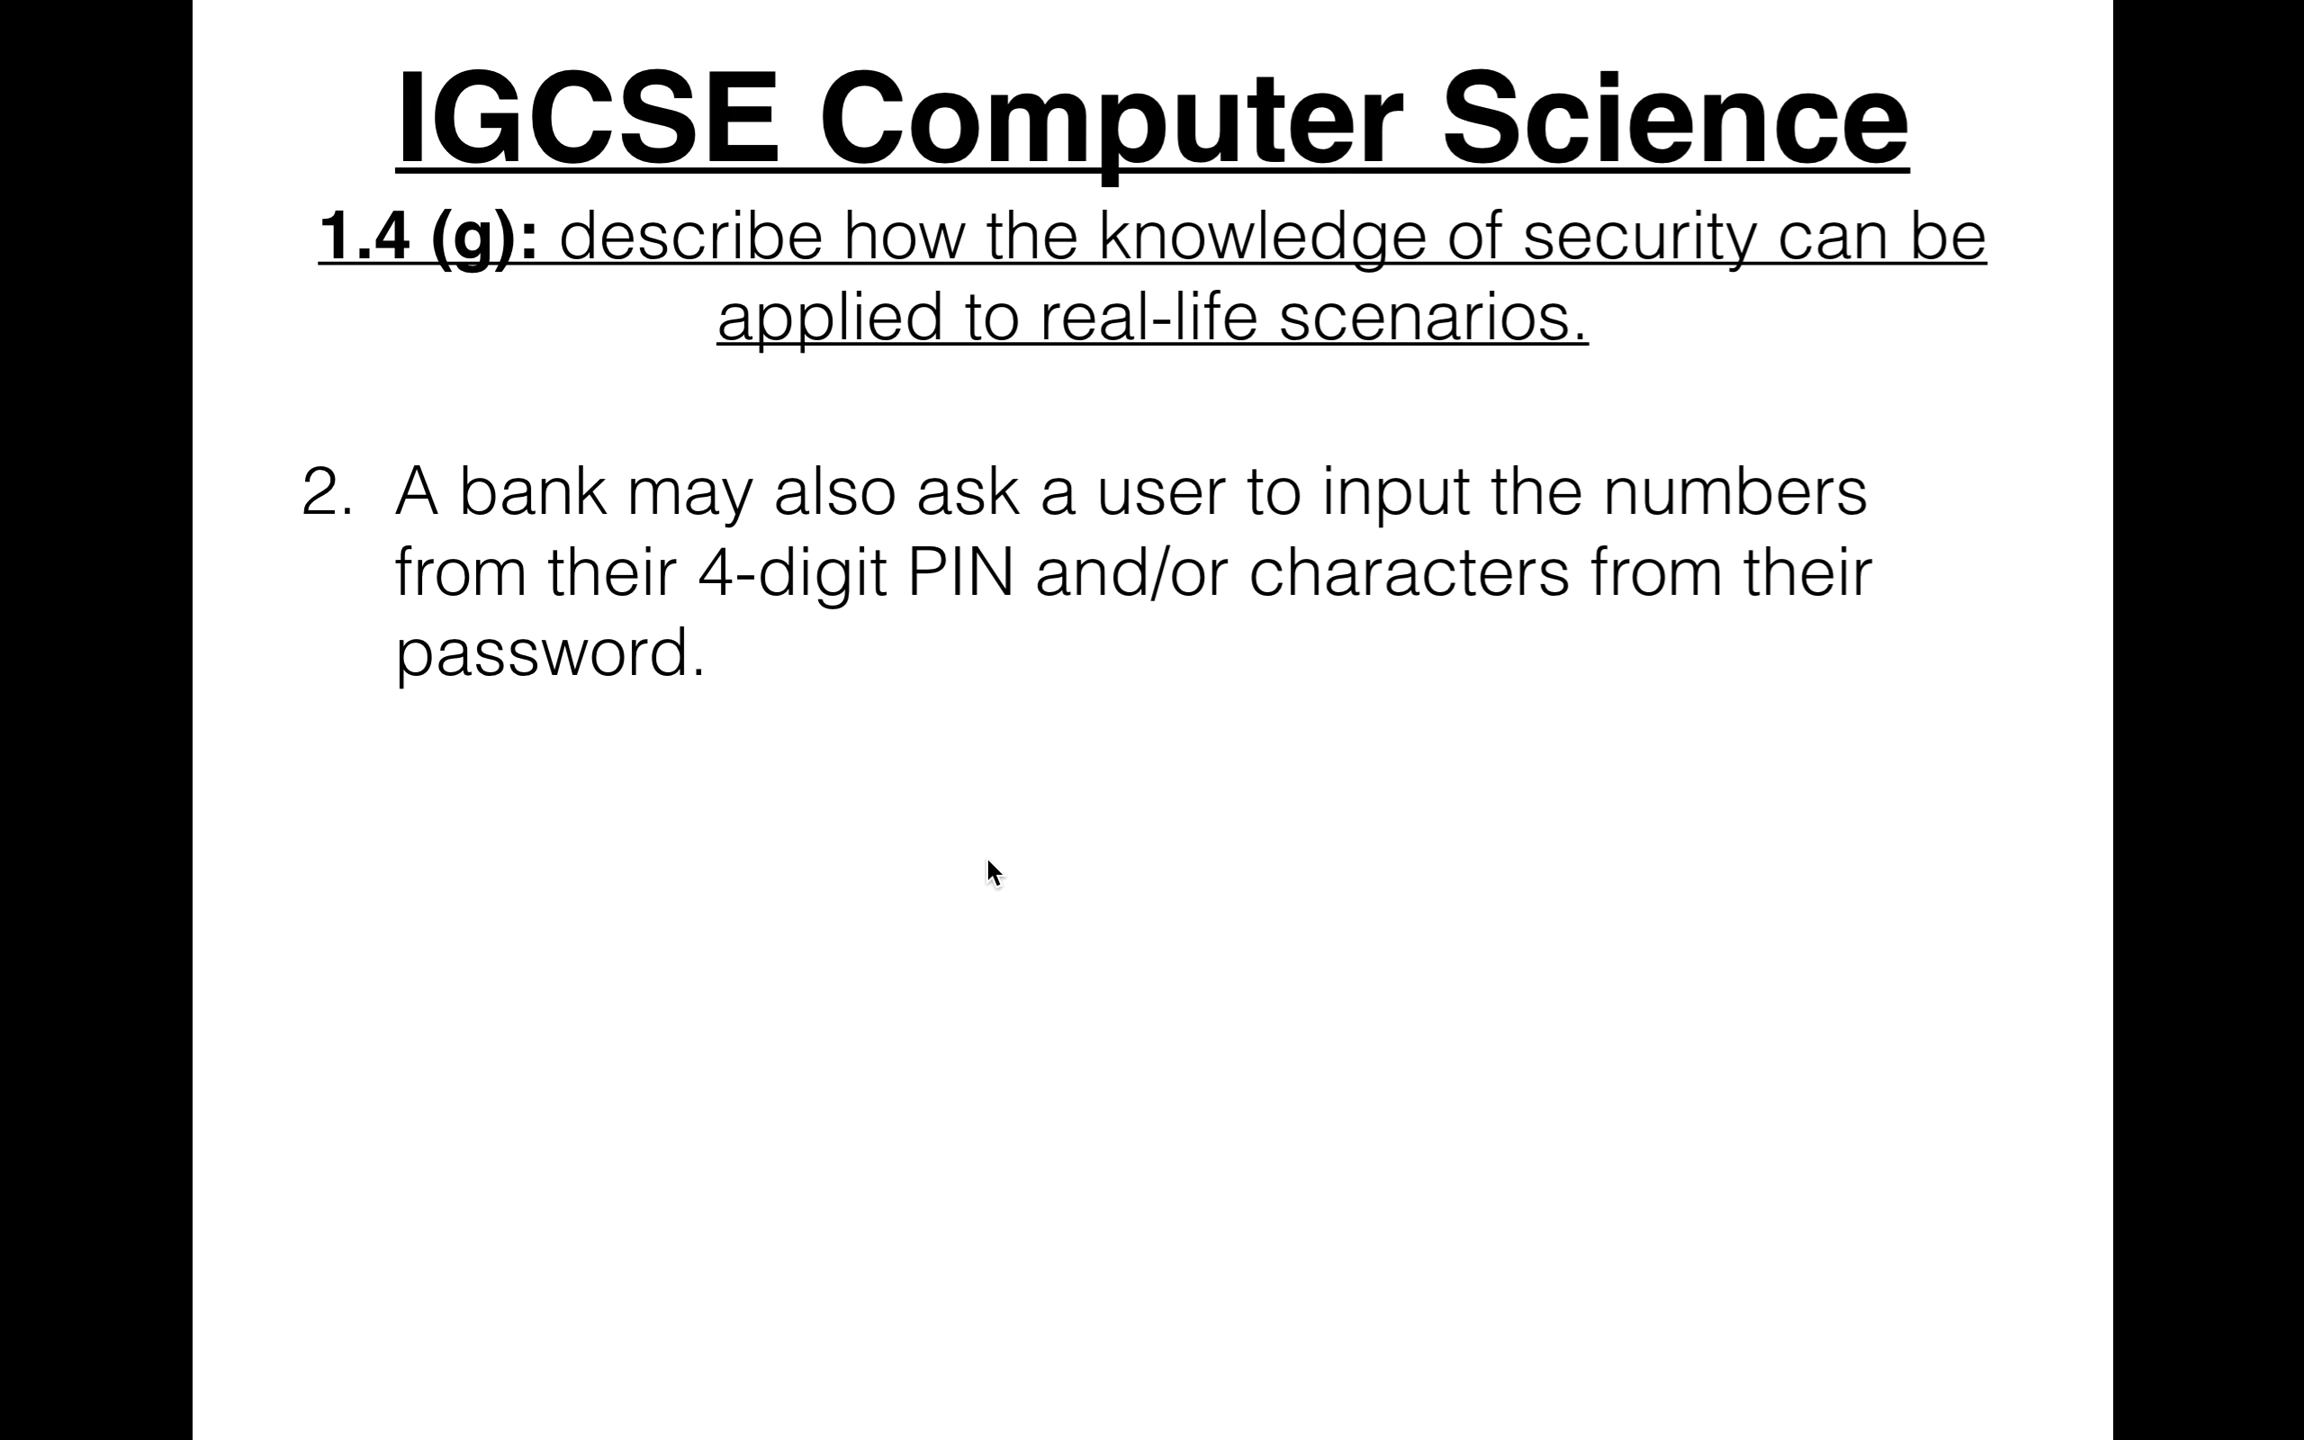 IGCSE Computer Science
1.4 (g): describe how the knowledge of security can be
applied to real-life scenarios.
2. A bank may also ask a user to input the numbers
from their 4-digit PIN and/or characters from their
password.